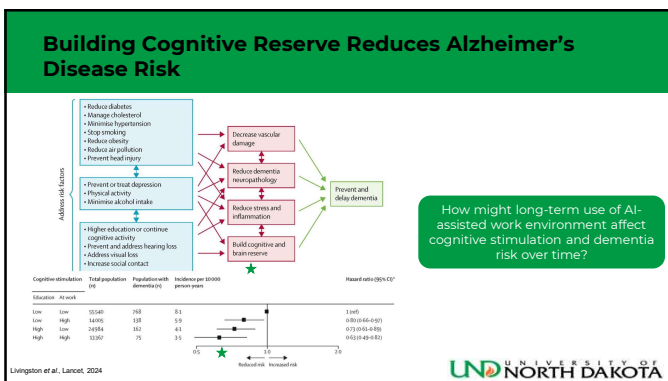 Building Cognitive Reserve Reduces Alzheimer's
Disease Risk
Address risk factors
• Reduce diabetes
• Manage cholesterol
• Minimise hypertension
• Stop smoking
• Reduce obesity
• Reduce air pollution
• Prevent head injury
• Prevent or treat depression
• Physical activity
• Minimise alcohol intake
• Higher education or continue
cognitive activity
• Prevent and address hearing loss
• Address visual loss
• Increase social contact
Decrease vascular
damage
Reduce dementia
neuropathology
Reduce stress and
inflammation
Build cognitive and
brain reserve
Prevent and
delay dementia
How might long-term use of AI-
assisted work environment affect
cognitive stimulation and dementia
risk over time?
Cognitive stimulation Total population (n) Population with dementia (n) Incidence per 10 000 person-years Hazard ratio (95% CI)*
Education At work
Low Low 55 540 768 8·1 1 (ref)
Low High 14 005 138 5·9 0·80 (0·66–0·97)
High Low 24 984 162 4·1 0·73 (0·61–0·89)
High High 13 367 75 3·5 0·63 (0·49–0·82)
0·5 1·0 2·0
Reduced risk Increased risk
Livingston et al., Lancet, 2024
UND UNIVERSITY OF
NORTH DAKOTA